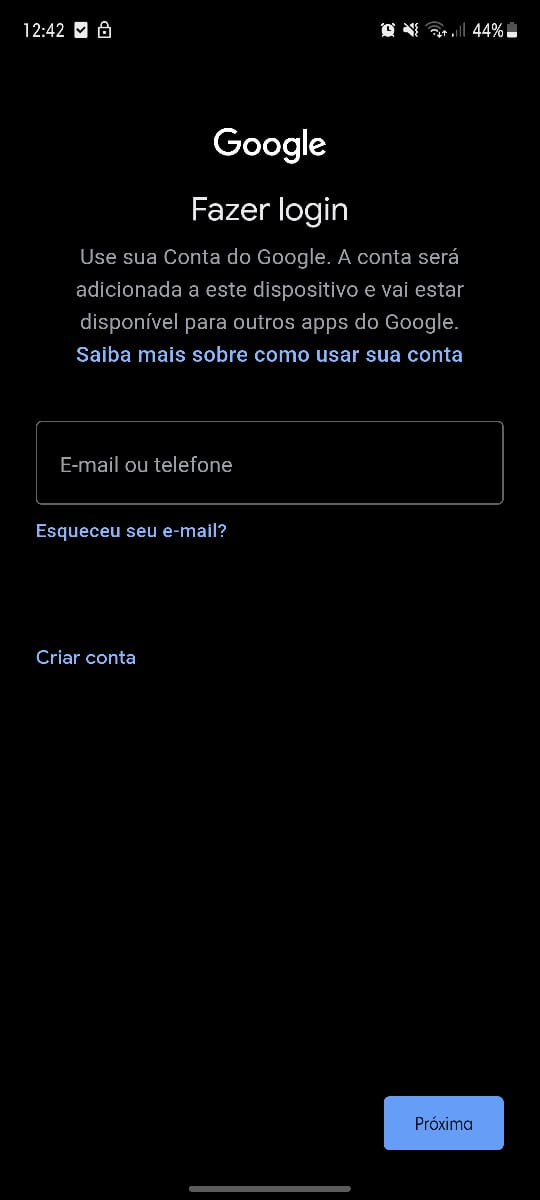 12:42
44%
Google
Fazer login
Use sua Conta do Google. A conta será
adicionada a este dispositivo e vai estar
disponível para outros apps do Google.
Saiba mais sobre como usar sua conta
E-mail ou telefone
Esqueceu seu e-mail?
Criar conta
Próxima